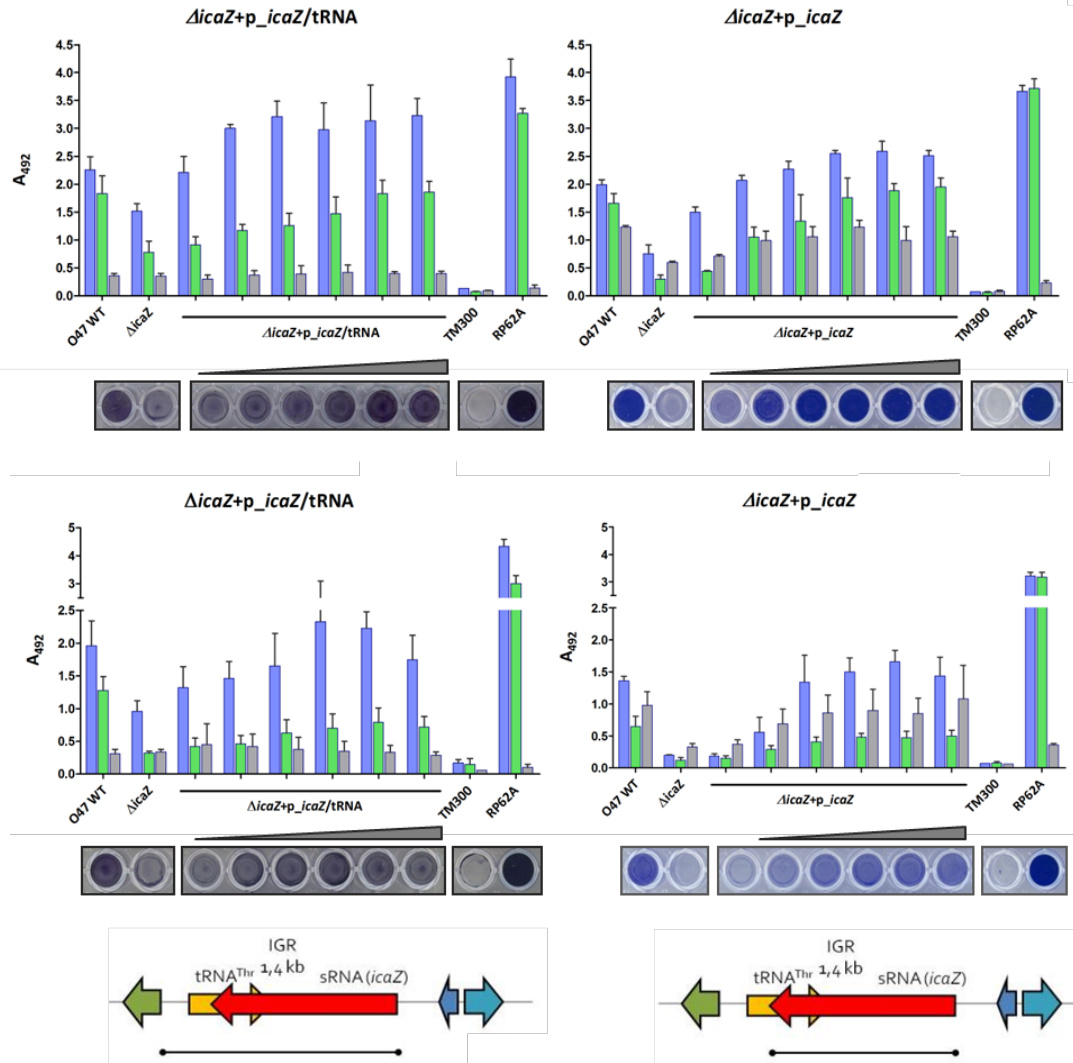 ΔicaZ+p_icaZ/tRNA
4.5
4.0
3.5
3.0
2.5
2.0
1.5
1.0
0.5
0.0
A492
O47 WT
ΔicaZ
ΔicaZ+p_icaZ/tRNA
TM300
RP62A
ΔicaZ+p_icaZ
4.5
4.0
3.5
3.0
2.5
2.0
1.5
1.0
0.5
0.0
O47 WT
ΔicaZ
ΔicaZ+p_icaZ
TM300
RP62A
ΔicaZ+p_icaZ/tRNA
5
4
3
2.5
2.0
1.5
1.0
0.5
0.0
A492
O47 WT
ΔicaZ
ΔicaZ+p_icaZ/tRNA
TM300
RP62A
ΔicaZ+p_icaZ
5
4
3
2.5
2.0
1.5
1.0
0.5
0.0
A492
O47 WT
ΔicaZ
ΔicaZ+p_icaZ
TM300
RP62A
IGR
tRNAThr 1,4 kb sRNA (icaZ)
IGR
tRNAThr 1,4 kb sRNA (icaZ)